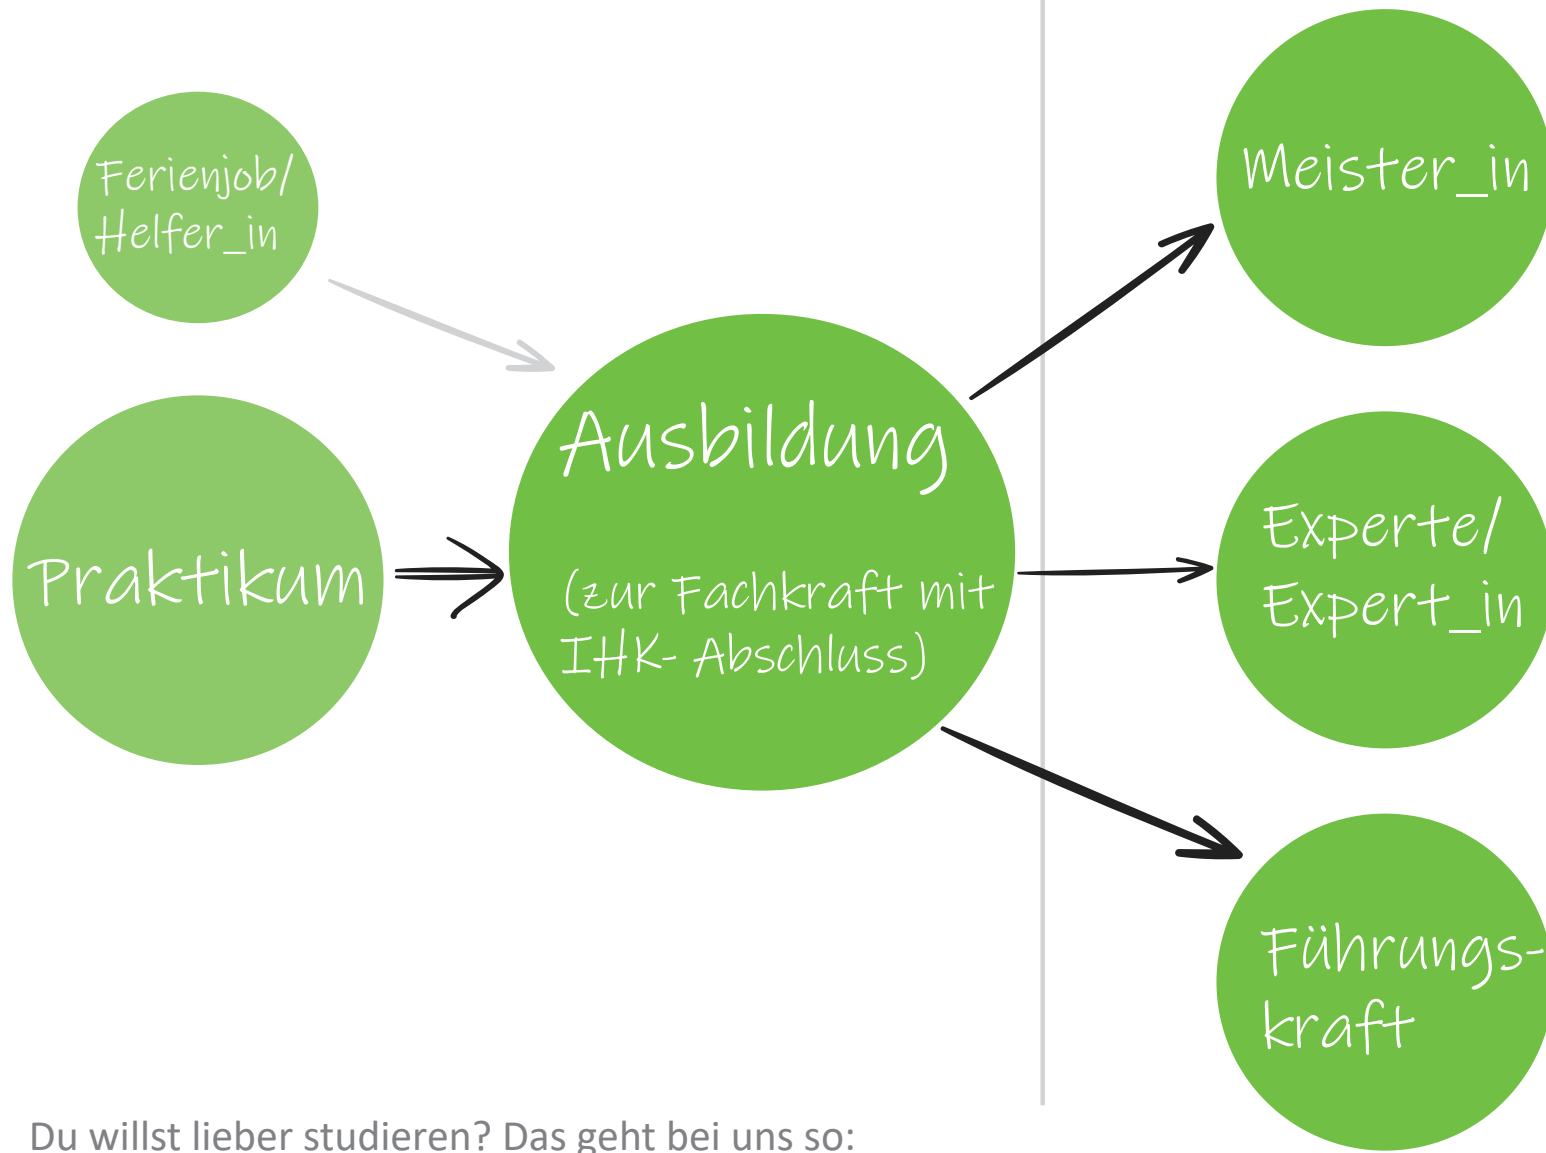 Ferienjob/
Helfer_in
Praktikum
Ausbildung
(zur Fachkraft mit
IHK- Abschluss)
Meister_in
Experte/
Expert_in
Führungs-
kraft
Du willst lieber studieren? Das geht bei uns so: